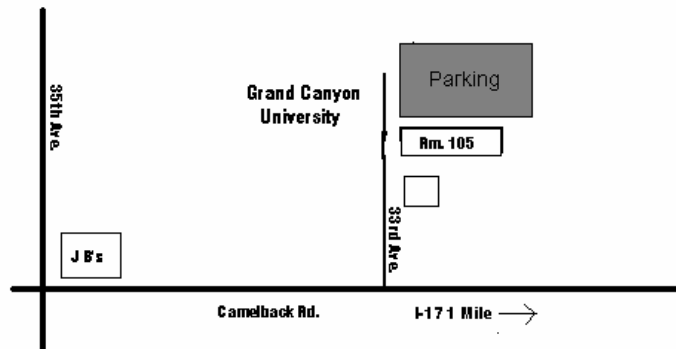 Parking
35th Ave.
Grand Canyon
University
Rm. 105
33rd Ave.
J B's
Camelback Rd.
I-17 1 Mile